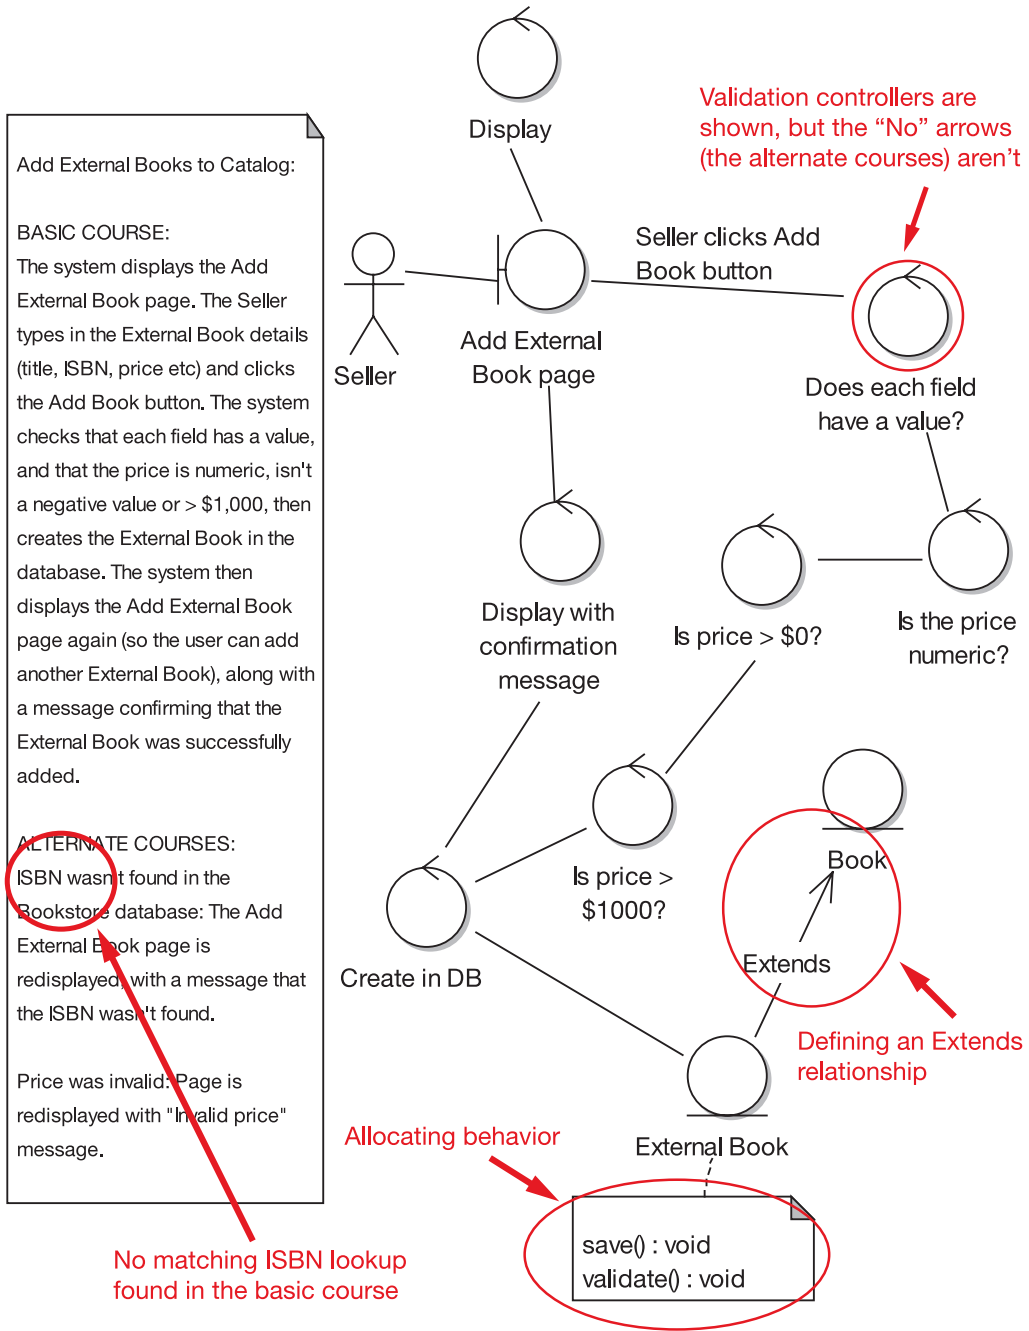 Display
Validation controllers are
shown, but the “No” arrows
(the alternate courses) aren’t
Add External Books to Catalog:
BASIC COURSE:
The system displays the Add
External Book page. The Seller
types in the External Book details
(title, ISBN, price etc) and clicks
the Add Book button. The system
checks that each field has a value,
and that the price is numeric, isn't
a negative value or > $1,000, then
creates the External Book in the
database. The system then
displays the Add External Book
page again (so the user can add
another External Book), along with
a message confirming that the
External Book was successfully
added.
ALTERNATE COURSES:
ISBN wasn't found in the
Bookstore database: The Add
External Book page is
redisplayed, with a message that
the ISBN wasn't found.
Price was invalid: Page is
redisplayed with "Invalid price"
message.
Seller
Add External
Book page
Seller clicks Add
Book button
Does each field
have a value?
Is the price
numeric?
Is price > $0?
Display with
confirmation
message
Is price >
$1000?
Create in DB
Book
Extends
Defining an Extends
relationship
External Book
Allocating behavior
save() : void
validate() : void
No matching ISBN lookup
found in the basic course